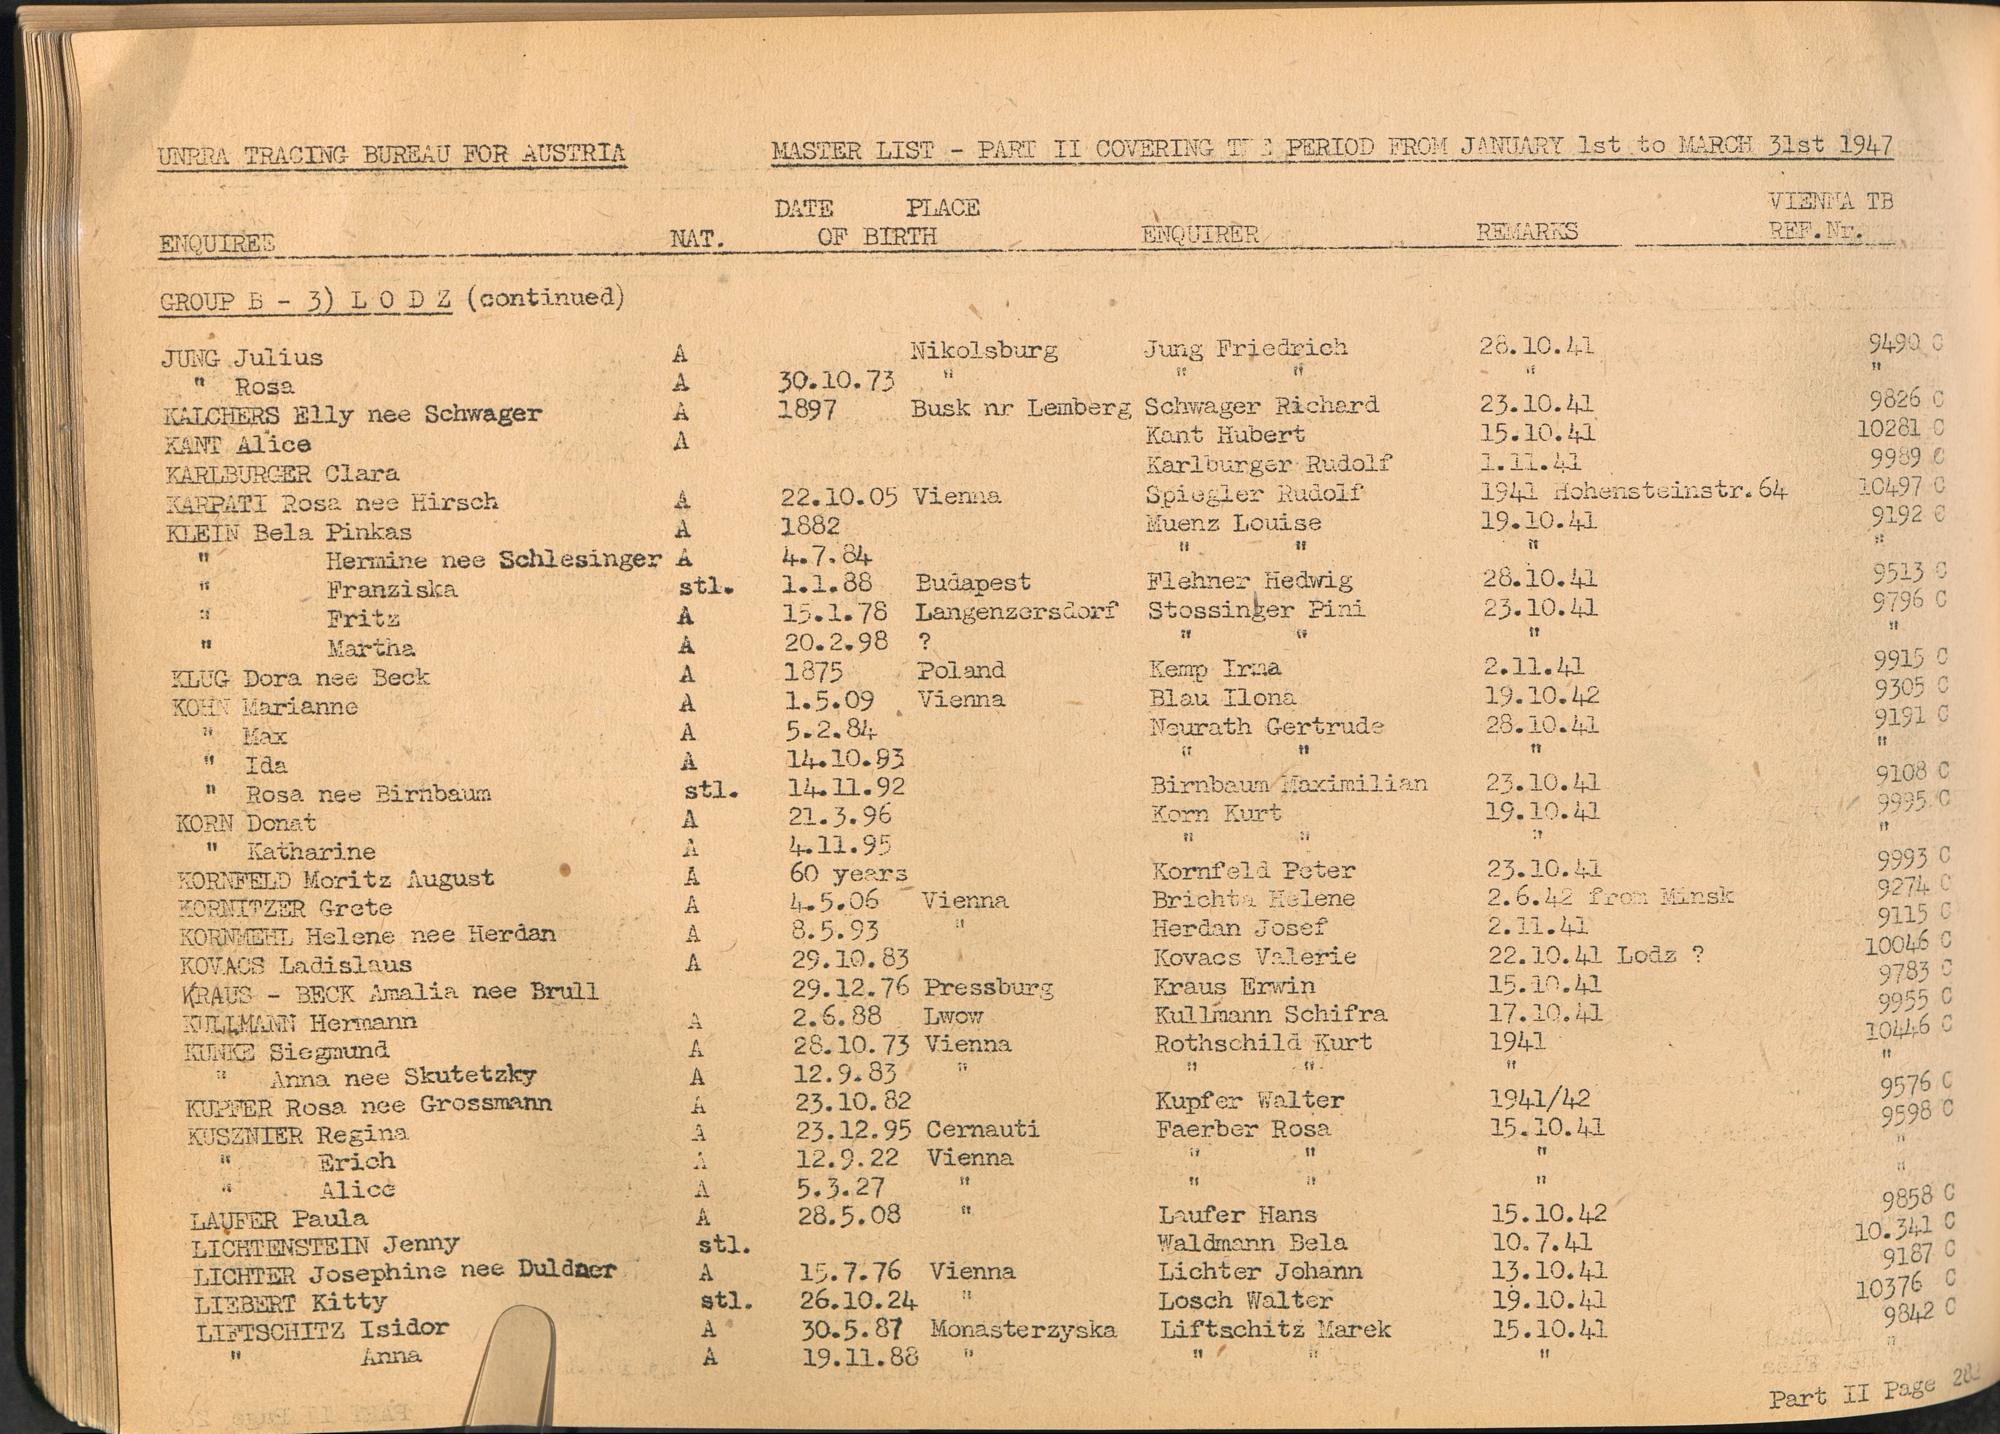 UNRRA TRACING BUREAU FOR AUSTRIA MASTER LIST - PART II COVERING THE PERIOD FROM JANUARY 1st to MARCH 31st 1947
DATE PLACE VIENNA TB
ENQUIREE NAT. OF BIRTH ENQUIRER REMARKS REF.Nr.
GROUP B - 3) L O D Z (continued)
JUNG Julius A Nikolsburg Jung Friedrich 28.10.41 9490 C
" Rosa A 30.10.73 " " " " "
KALCHERS Elly nee Schwager A 1897 Busk nr Lemberg Schwager Richard 23.10.41 9826 C
KANT Alice A Kant Hubert 15.10.41 10281 C
KARLBURGER Clara Karlburger Rudolf 1.11.41 9989 C
KARPATI Rosa nee Hirsch A 22.10.05 Vienna Spiegler Rudolf 1941 Hohensteinstr.64 10497 C
KLEIN Bela Pinkas A 1882 Muenz Louise 19.10.41 9192 C
" Hermine nee Schlesinger A 4.7.84 " " " "
" Franziska stl. 1.1.88 Budapest Flehner Hedwig 28.10.41 9513 C
" Fritz A 15.1.78 Langenzersdorf Stossinger Pini 23.10.41 9796 C
" Martha A 20.2.98 ? " " " "
KLUG Dora nee Beck A 1875 Poland Kemp Irma 2.11.41 9915 C
KOHN Marianne A 1.5.09 Vienna Blau Ilona 19.10.42 9305 C
" Max A 5.2.84 Neurath Gertrude 28.10.41 9191 C
" Ida A 14.10.93 " " " "
" Rosa nee Birnbaum stl. 14.11.92 Birnbaum Maximilian 23.10.41 9108 C
KORN Donat A 21.3.96 Korn Kurt 19.10.41 9995 C
" Katharine A 4.11.95 " " " "
KORNFELD Moritz August A 60 years Kornfeld Peter 23.10.41 9993 C
KORNITZER Grete A 4.5.06 Vienna Brichta Helene 2.6.42 from Minsk 9274 C
KORNMEHL Helene nee Herdan A 8.5.93 " Herdan Josef 2.11.41 9115 C
KOVACS Ladislaus A 29.10.83 Kovacs Valerie 22.10.41 Lodz ? 10046 C
KRAUS - BECK Amalia nee Brull 29.12.76 Pressburg Kraus Erwin 15.10.41 9783 C
KULLMANN Hermann A 2.6.88 Lwow Kullmann Schifra 17.10.41 9955 C
KUNKE Siegmund A 28.10.73 Vienna Rothschild Kurt 1941 10446 C
" Anna nee Skutetzky A 12.9.83 " " " " "
KUPFER Rosa nee Grossmann A 23.10.82 Kupfer Walter 1941/42 9576 C
KUSZNIER Regina A 23.12.95 Cernauti Faerber Rosa 15.10.41 9598 C
" Erich A 12.9.22 Vienna " " " "
" Alice A 5.3.27 " " " " "
LAUFER Paula A 28.5.08 " Laufer Hans 15.10.42 9858 C
LICHTENSTEIN Jenny stl. Waldmann Bela 10.7.41 10.341 C
LICHTER Josephine nee Duldner A 15.7.76 Vienna Lichter Johann 13.10.41 9187 C
LIEBERT Kitty stl. 26.10.24 " Losch Walter 19.10.41 10376 C
LIFTSCHITZ Isidor A 30.5.87 Monasterzyska Liftschitz Marek 15.10.41 9842 C
" Anna A 19.11.88 " " " " "
Part II Page